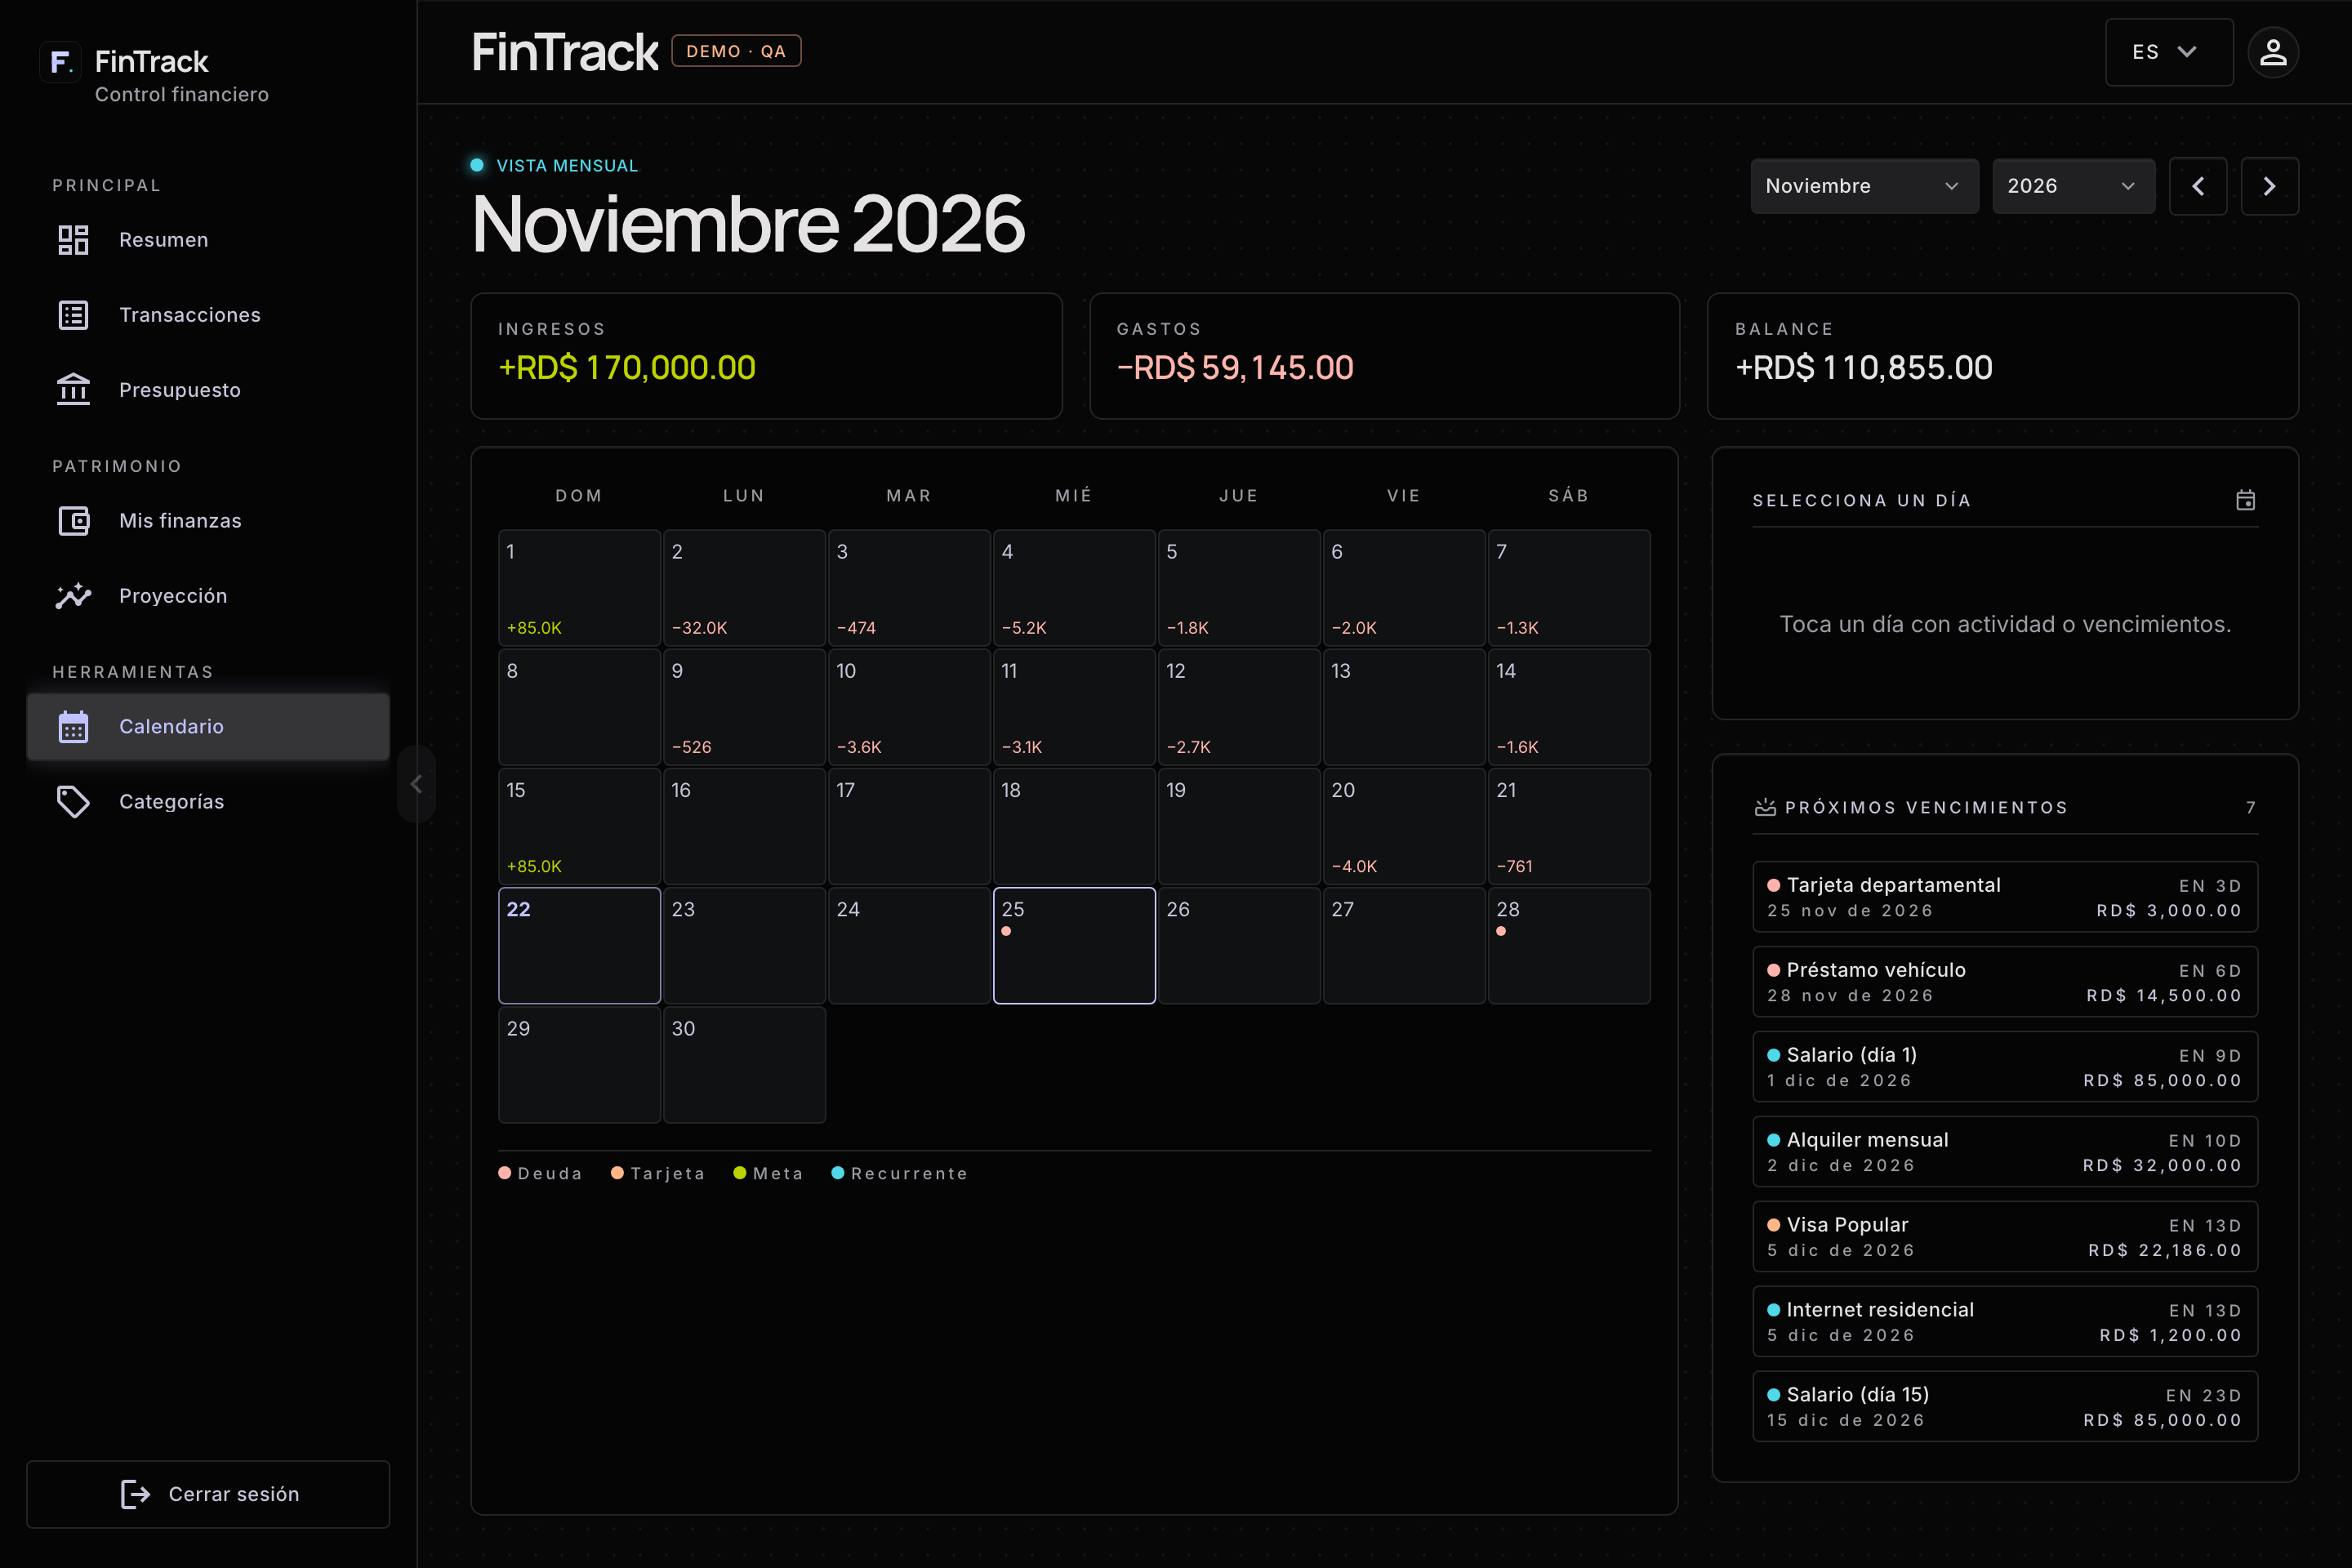 F.
FinTrack
Control financiero
PRINCIPAL
Resumen
Transacciones
Presupuesto
PATRIMONIO
Mis finanzas
Proyección
HERRAMIENTAS
Calendario
Categorías
Cerrar sesión
FinTrack DEMO · QA
ES
VISTA MENSUAL
Noviembre 2026
Noviembre 2026
INGRESOS
+RD$ 170,000.00
GASTOS
−RD$ 59,145.00
BALANCE
+RD$ 110,855.00
DOM LUN MAR MIÉ JUE VIE SÁB
1 2 3 4 5 6 7
+85.0K −32.0K −474 −5.2K −1.8K −2.0K −1.3K
8 9 10 11 12 13 14
−526 −3.6K −3.1K −2.7K −1.6K
15 16 17 18 19 20 21
+85.0K −4.0K −761
22 23 24 25 26 27 28
29 30
Deuda Tarjeta Meta Recurrente
SELECCIONA UN DÍA
Toca un día con actividad o vencimientos.
PRÓXIMOS VENCIMIENTOS 7
Tarjeta departamental EN 3D
25 nov de 2026 RD$ 3,000.00
Préstamo vehículo EN 6D
28 nov de 2026 RD$ 14,500.00
Salario (día 1) EN 9D
1 dic de 2026 RD$ 85,000.00
Alquiler mensual EN 10D
2 dic de 2026 RD$ 32,000.00
Visa Popular EN 13D
5 dic de 2026 RD$ 22,186.00
Internet residencial EN 13D
5 dic de 2026 RD$ 1,200.00
Salario (día 15) EN 23D
15 dic de 2026 RD$ 85,000.00